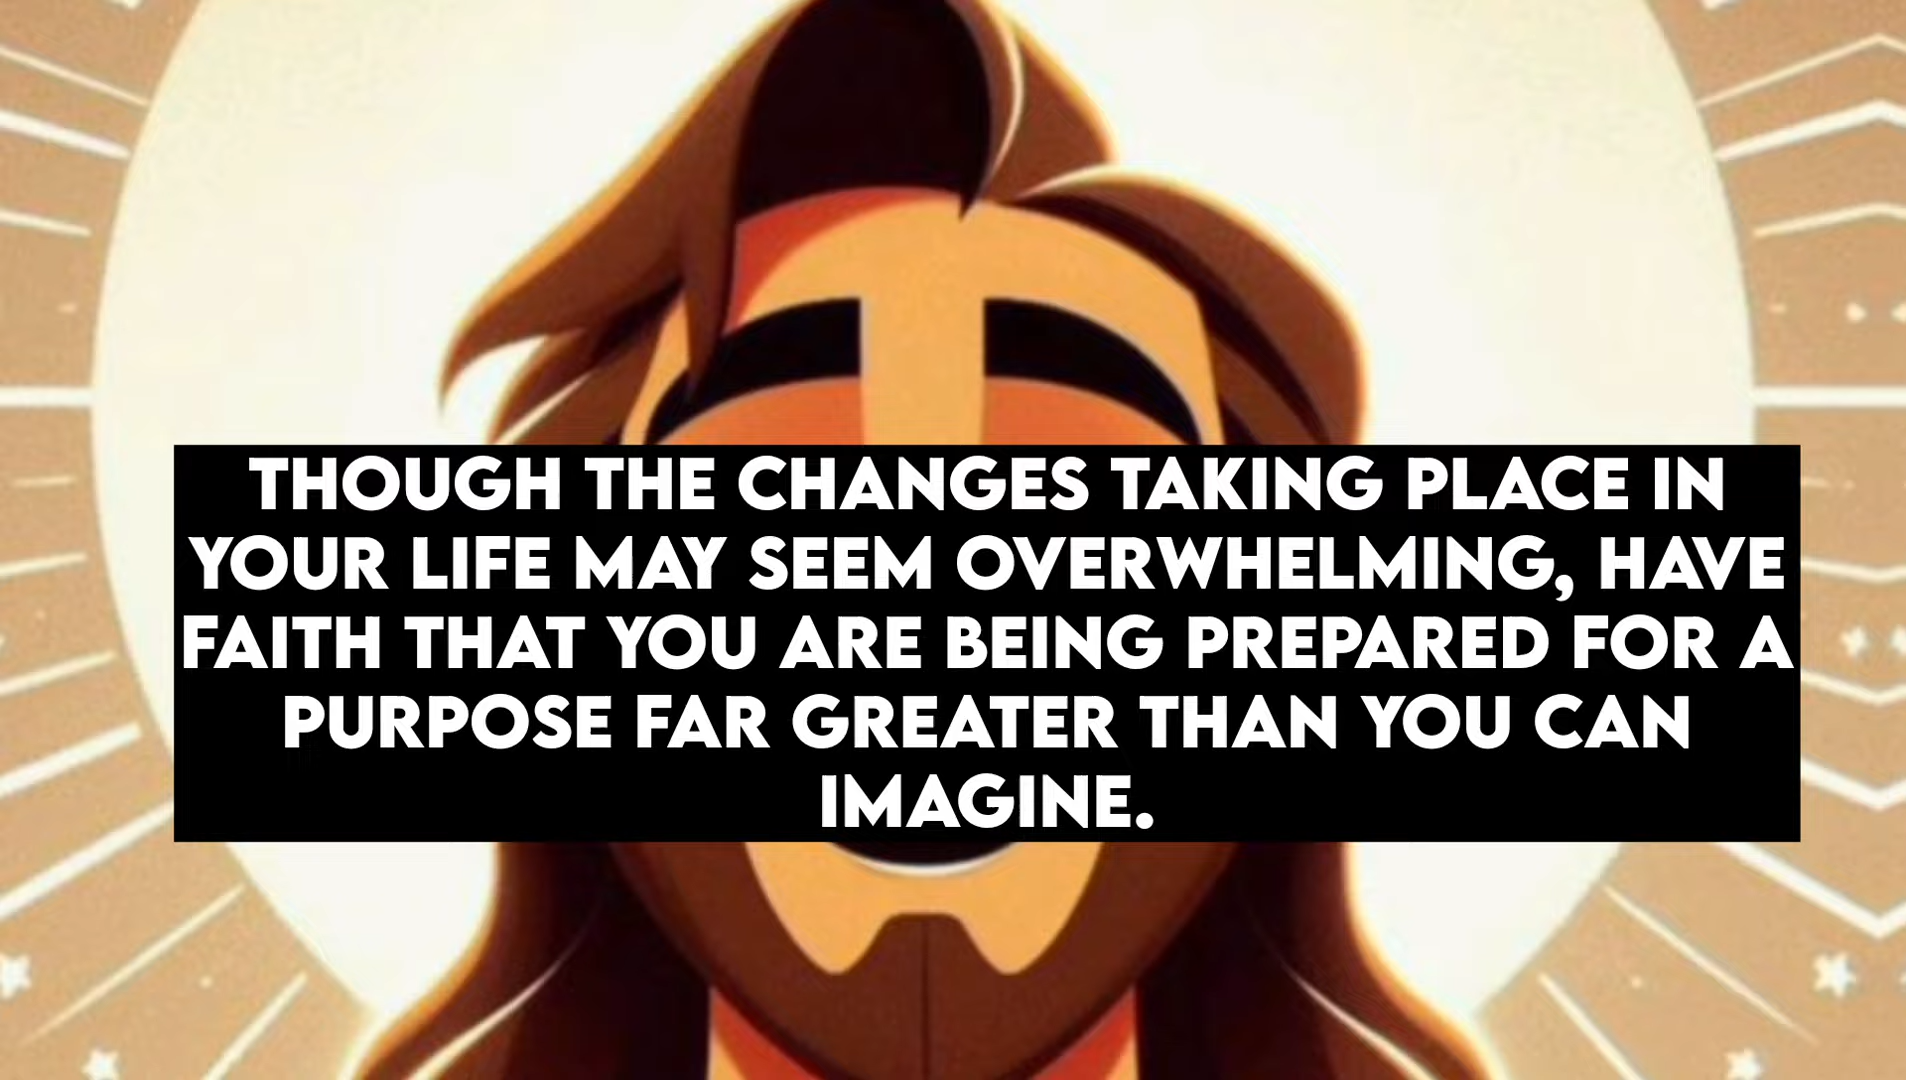 THOUGH THE CHANGES TAKING PLACE IN
YOUR LIFE MAY SEEM OVERWHELMING, HAVE
FAITH THAT YOU ARE BEING PREPARED FOR A
PURPOSE FAR GREATER THAN YOU CAN
IMAGINE.